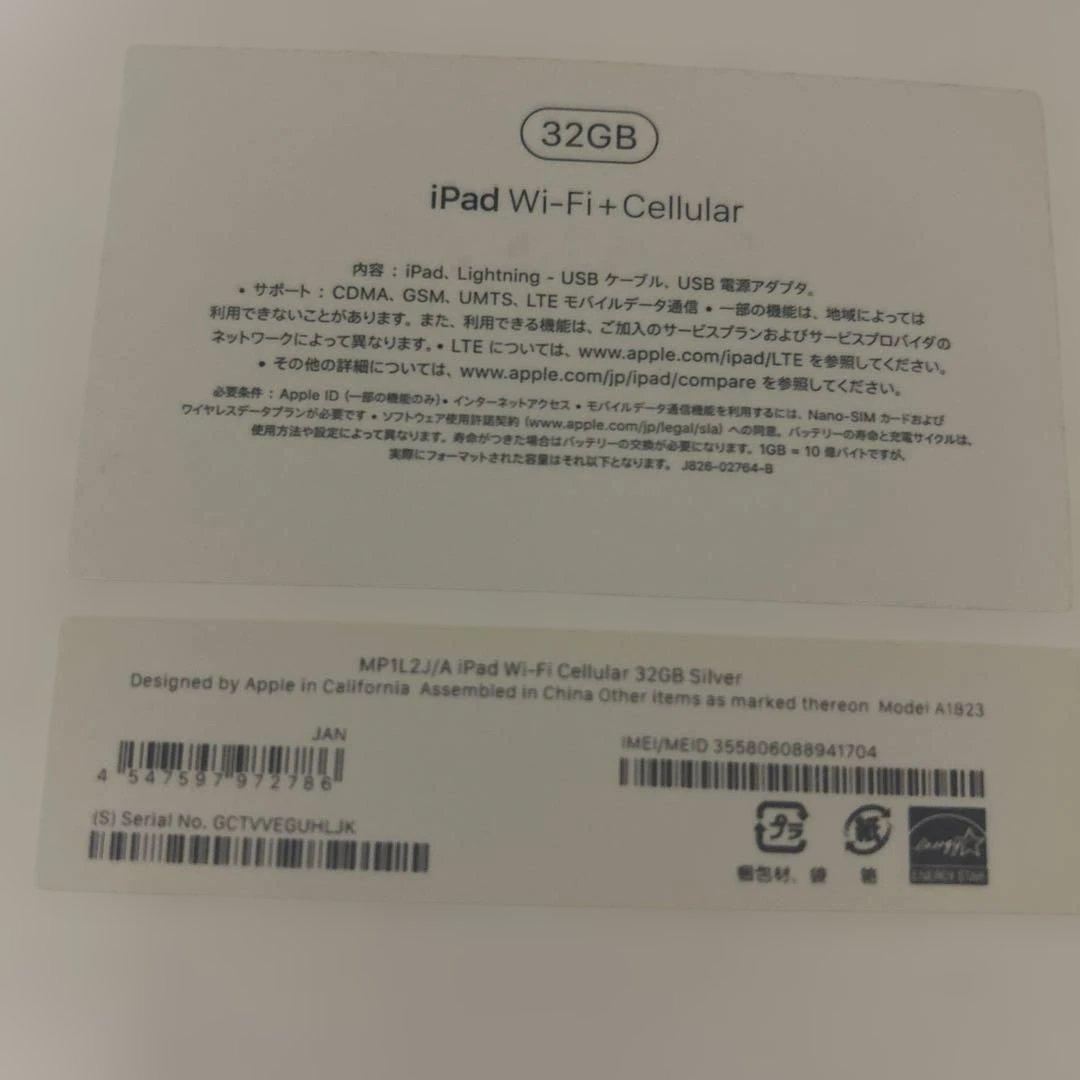 32GB
iPad Wi-Fi + Cellular
内容：iPad、Lightning - USB ケーブル、USB 電源アダプタ。
• サポート：CDMA、GSM、UMTS、LTE モバイルデータ通信 • 一部の機能は、地域によっては
利用できないことがあります。また、利用できる機能は、ご加入のサービスプランおよびサービスプロバイダの
ネットワークによって異なります。• LTE については、www.apple.com/ipad/LTE を参照してください。
• その他の詳細については、www.apple.com/jp/ipad/compare を参照してください。
必要条件：Apple ID (一部の機能のみ) • インターネットアクセス • モバイルデータ通信機能を利用するには、Nano-SIM カードおよび
ワイヤレスデータプランが必要です • ソフトウェア使用許諾契約 (www.apple.com/jp/legal/sla) への同意。バッテリーの寿命と充電サイクルは、
使用方法や設定によって異なります。寿命がつきた場合はバッテリーの交換が必要になります。1GB = 10 億バイトですが、
実際にフォーマットされた容量はそれ以下となります。 J826-02764-B
MP1L2J/A iPad Wi-Fi Cellular 32GB Silver
Designed by Apple in California Assembled in China Other items as marked thereon Model A1823
JAN
4 547597 972786
IMEI/MEID 355806088941704
(S) Serial No. GCTVVEGUHLJK
プラ
紙
energy
ENERGY STAR
梱包材、袋
箱